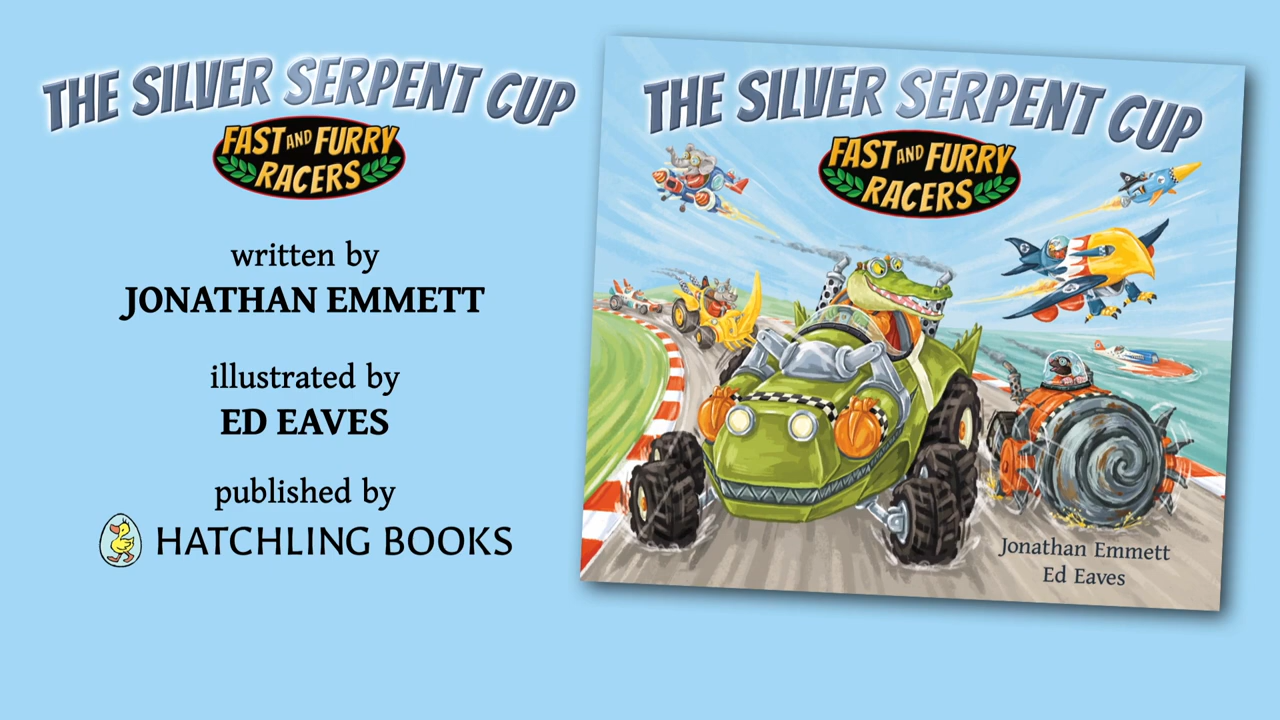 THE SILVER SERPENT CUP
FAST AND FURRY
RACERS
written by
JONATHAN EMMETT
illustrated by
ED EAVES
published by
HATCHLING BOOKS
THE SILVER SERPENT CUP
FAST AND FURRY
RACERS
Jonathan Emmett
Ed Eaves